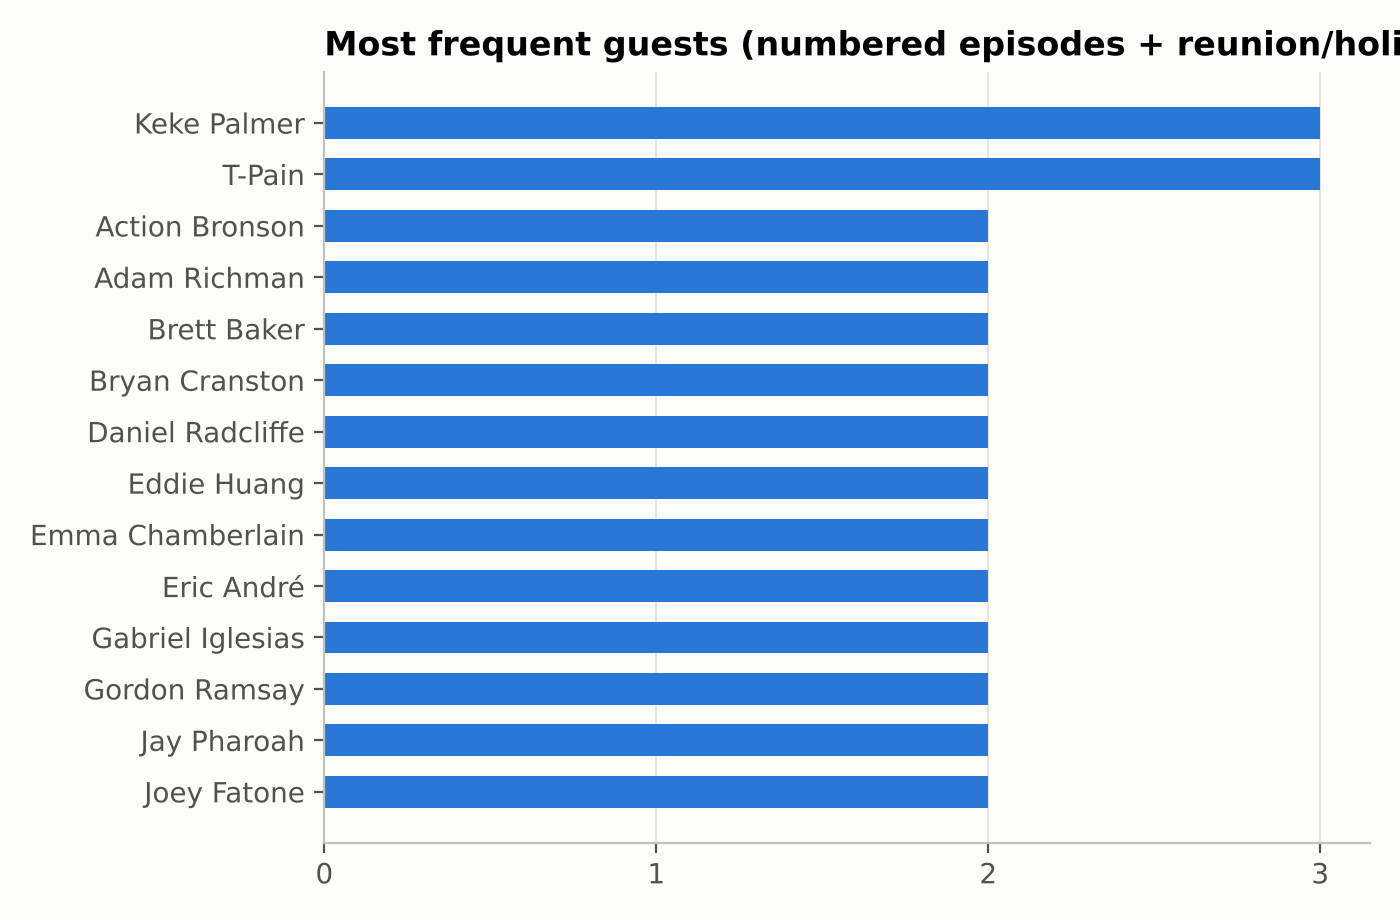 Most frequent guests (numbered episodes + reunion/holi
Keke Palmer
T-Pain
Action Bronson
Adam Richman
Brett Baker
Bryan Cranston
Daniel Radcliffe
Eddie Huang
Emma Chamberlain
Eric André
Gabriel Iglesias
Gordon Ramsay
Jay Pharoah
Joey Fatone
0 1 2 3